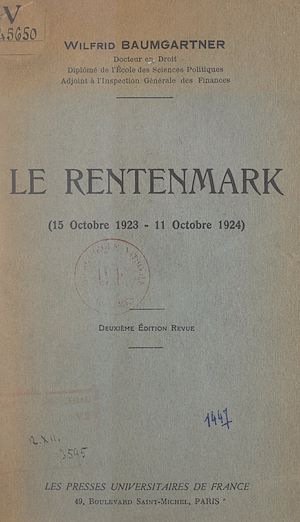 V
45650
WILFRID BAUMGARTNER
Docteur en Droit
Diplômé de l'École des Sciences Politiques
Adjoint à l'Inspection Générale des Finances
LE RENTENMARK
(15 Octobre 1923 - 11 Octobre 1924)
DEUXIÈME ÉDITION REVUE
1447
LES PRESSES UNIVERSITAIRES DE FRANCE
49, BOULEVARD SAINT-MICHEL, PARIS